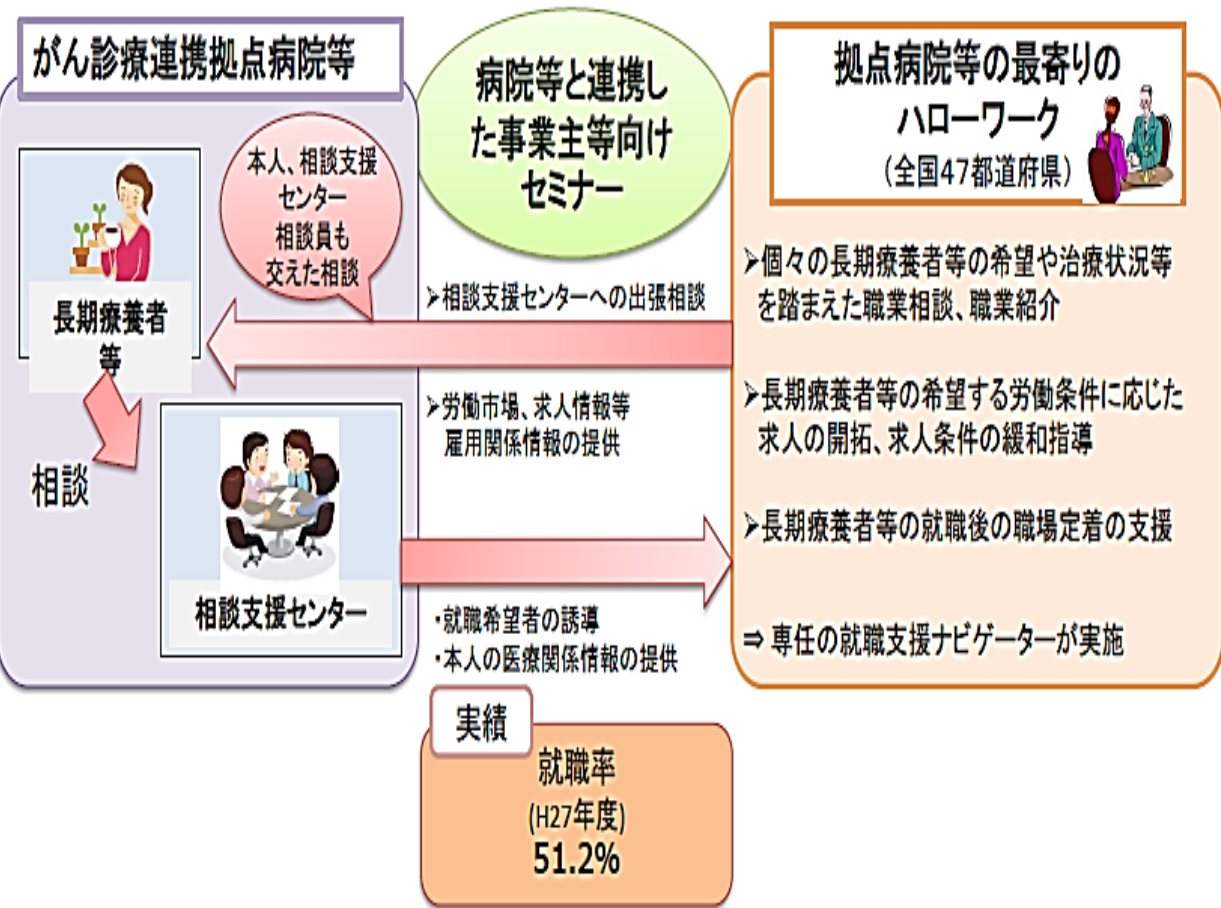 がん診療連携拠点病院等
長期療養者
等
相談
相談支援センター
本人、相談支援
センター
相談員も
交えた相談
病院等と連携し
た事業主等向け
セミナー
➢相談支援センターへの出張相談
➢労働市場、求人情報等
雇用関係情報の提供
・就職希望者の誘導
・本人の医療関係情報の提供
実績
就職率
(H27年度)
51.2%
拠点病院等の最寄りの
ハローワーク
(全国47都道府県)
➢個々の長期療養者等の希望や治療状況等
を踏まえた職業相談、職業紹介
➢長期療養者等の希望する労働条件に応じた
求人の開拓、求人条件の緩和指導
➢長期療養者等の就職後の職場定着の支援
⇒ 専任の就職支援ナビゲーターが実施